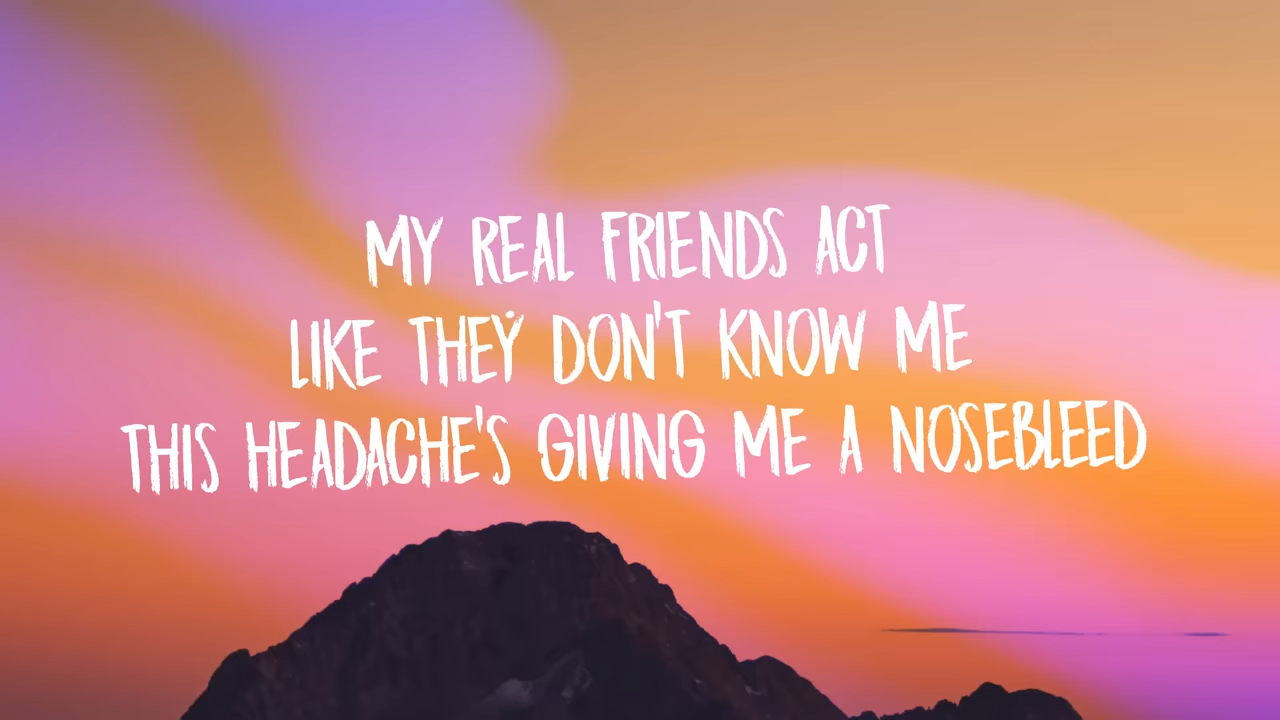 MY REAL FRIENDS ACT
LIKE THEY DON'T KNOW ME
THIS HEADACHE'S GIVING ME A NOSEBLEED